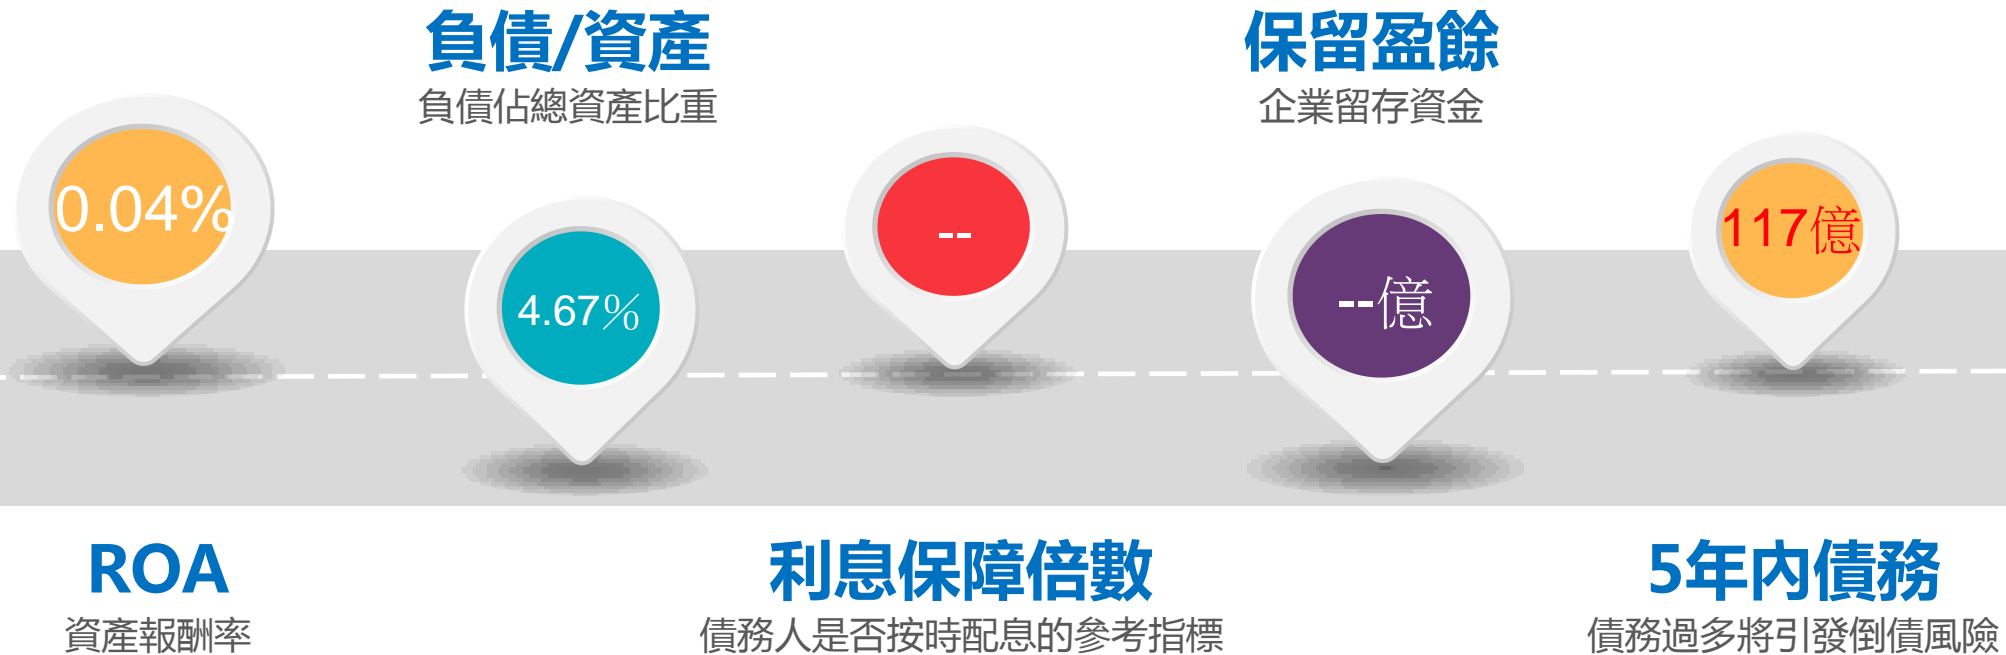 負債/資產
負債佔總資產比重
保留盈餘
企業留存資金
0.04%
4.67%
--
--億
117億
ROA
資產報酬率
利息保障倍數
債務人是否按時配息的參考指標
5年內債務
債務過多將引發倒債風險